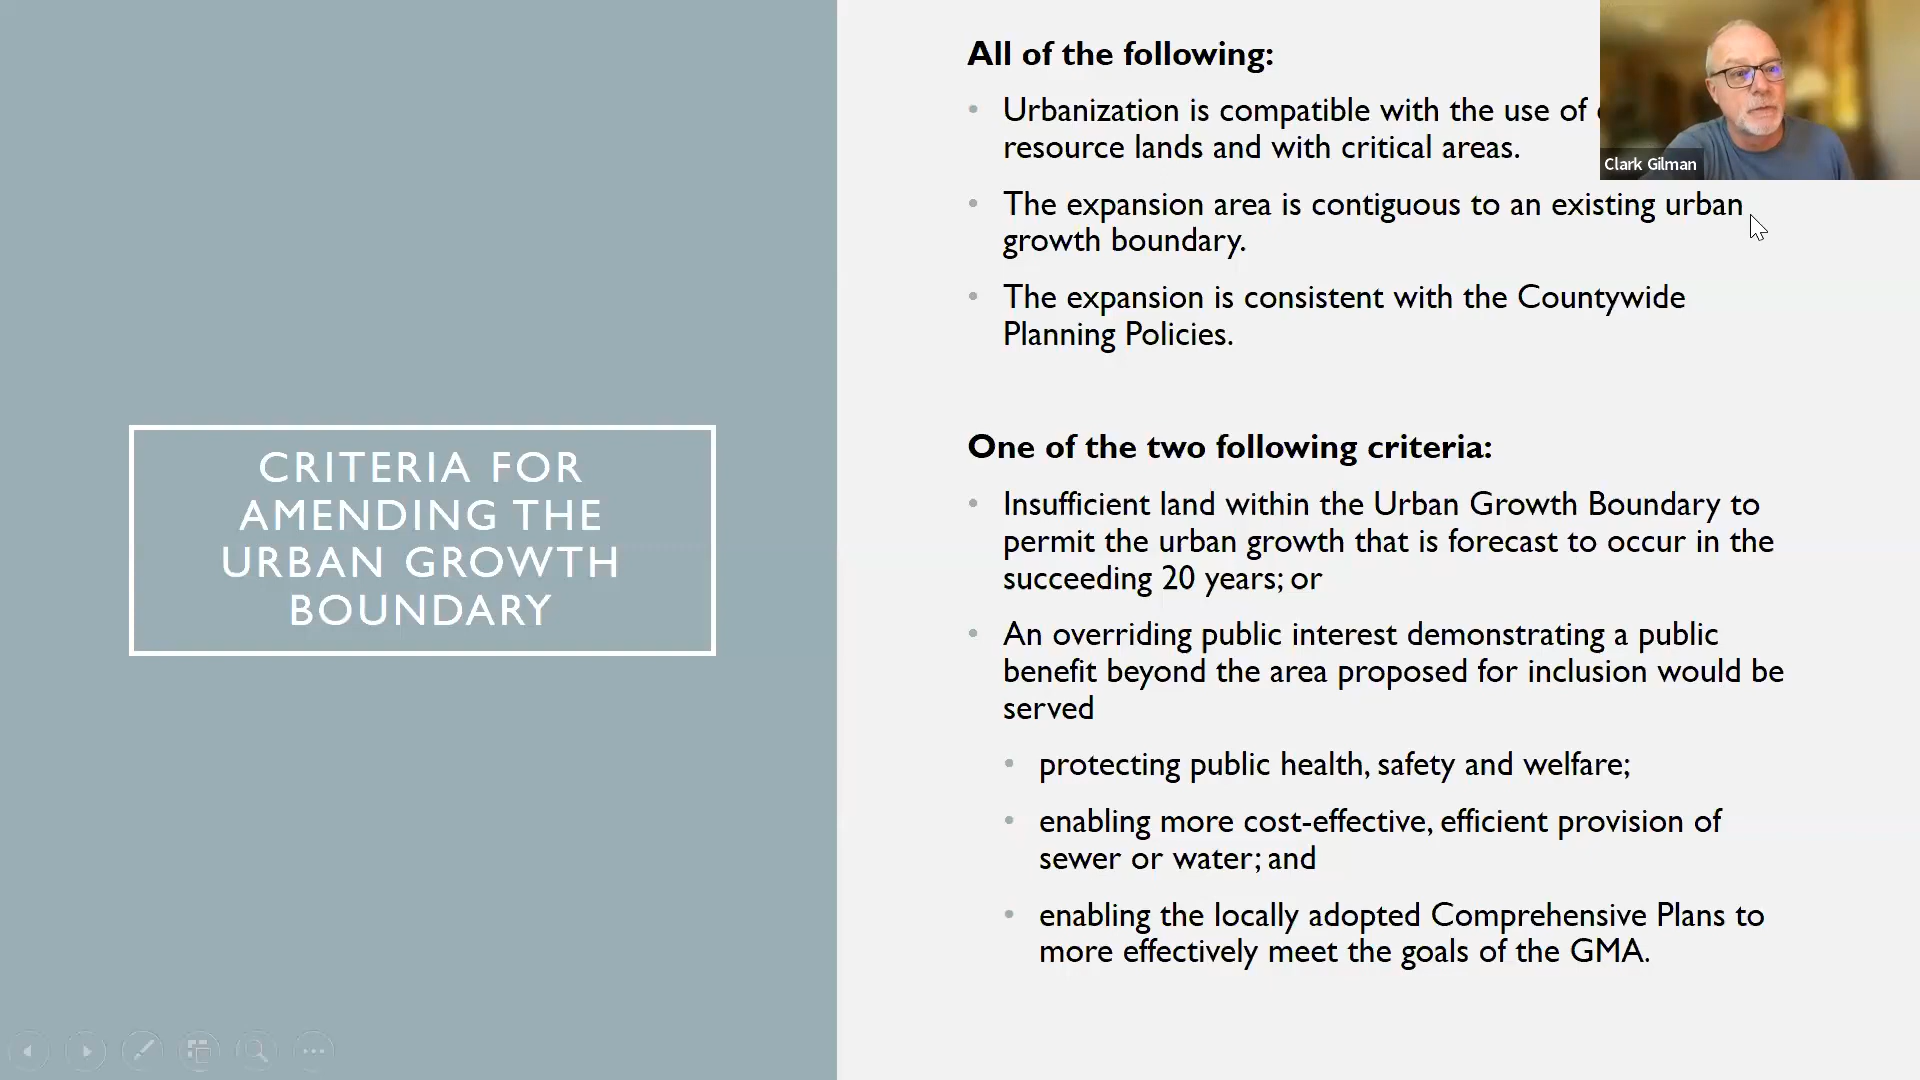 CRITERIA FOR
AMENDING THE
URBAN GROWTH
BOUNDARY
All of the following:
• Urbanization is compatible with the use of
resource lands and with critical areas.
• The expansion area is contiguous to an existing urban
growth boundary.
• The expansion is consistent with the Countywide
Planning Policies.
One of the two following criteria:
• Insufficient land within the Urban Growth Boundary to
permit the urban growth that is forecast to occur in the
succeeding 20 years; or
• An overriding public interest demonstrating a public
benefit beyond the area proposed for inclusion would be
served
• protecting public health, safety and welfare;
• enabling more cost-effective, efficient provision of
sewer or water; and
• enabling the locally adopted Comprehensive Plans to
more effectively meet the goals of the GMA.
Clark Gilman